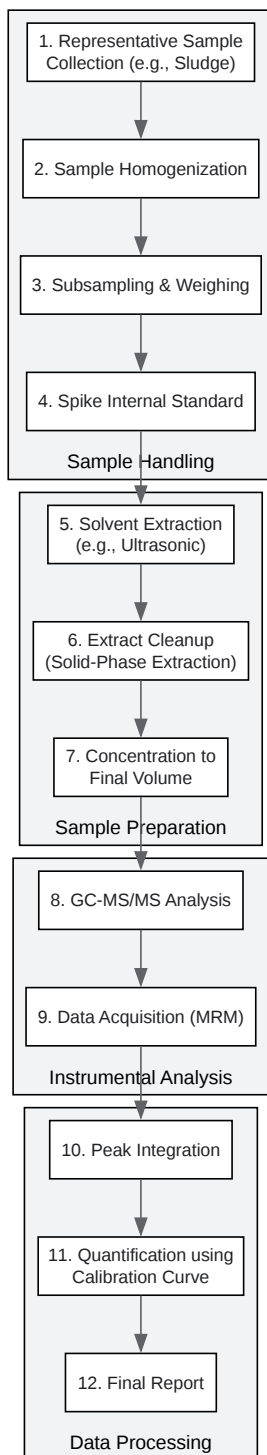 1. Representative Sample
Collection (e.g., Sludge)
2. Sample Homogenization
3. Subsampling & Weighing
4. Spike Internal Standard
Sample Handling
5. Solvent Extraction
(e.g., Ultrasonic)
6. Extract Cleanup
(Solid-Phase Extraction)
7. Concentration to
Final Volume
Sample Preparation
8. GC-MS/MS Analysis
9. Data Acquisition (MRM)
Instrumental Analysis
10. Peak Integration
11. Quantification using
Calibration Curve
12. Final Report
Data Processing